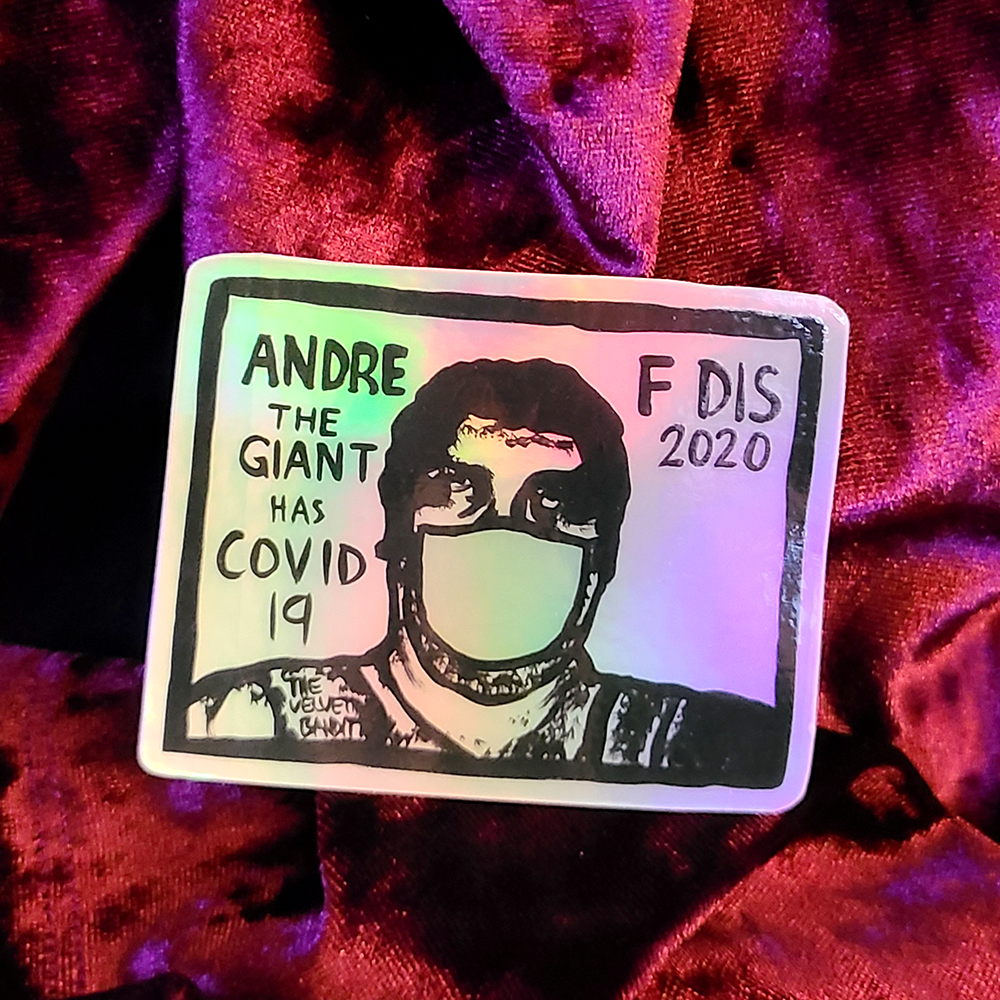 ANDRE
THE
GIANT
HAS
COVID
19
F DIS
2020
THE
VELVET
BANDIT